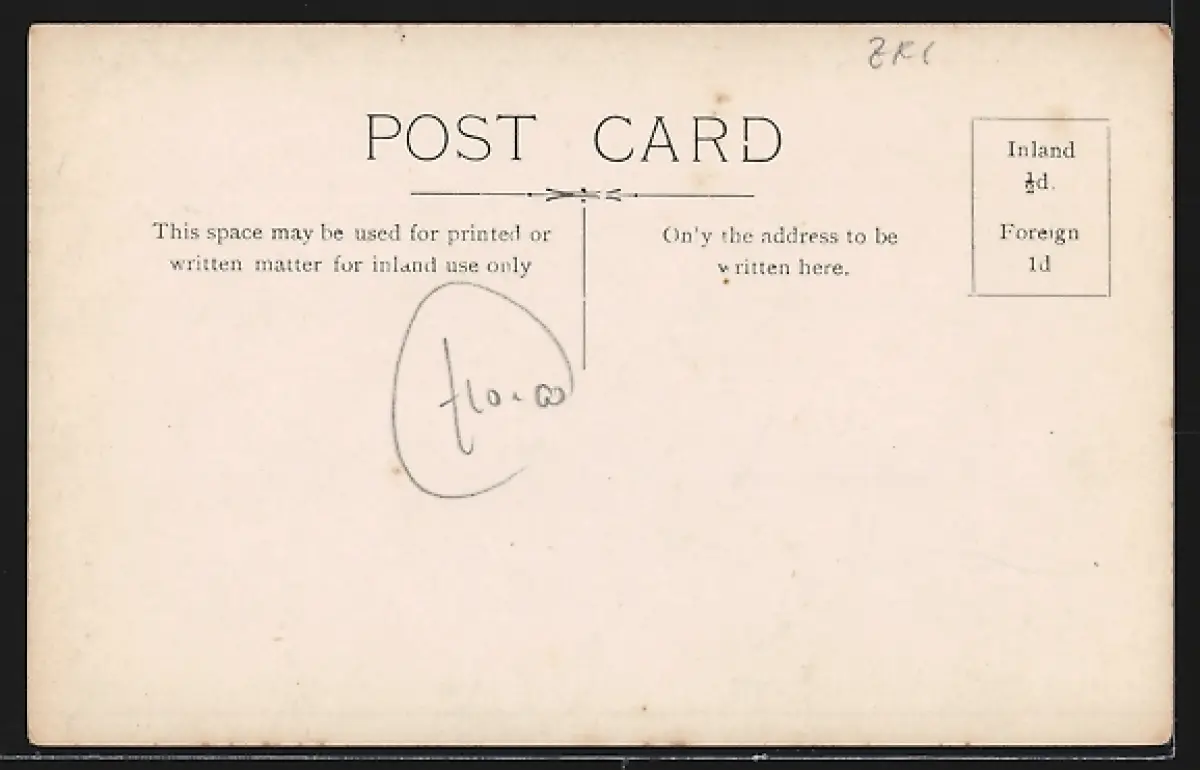 POST CARD
This space may be used for printed or
written matter for inland use only
Only the address to be
written here.
Inland
½d.
Foreign
1d
£10.00